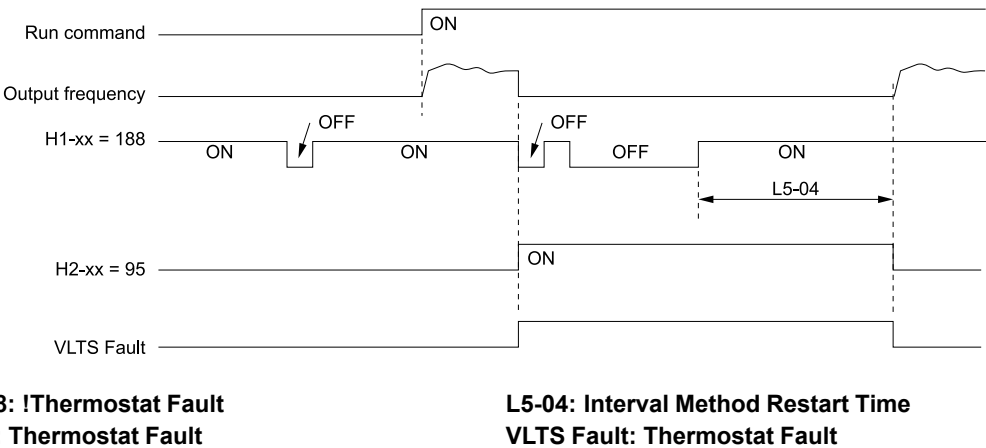 Run command
ON
Output frequency
OFF
OFF
H1-xx = 188
ON
ON
OFF
ON
L5-04
H2-xx = 95
ON
VLTS Fault
8: !Thermostat Fault
L5-04: Interval Method Restart Time
Thermostat Fault
VLTS Fault: Thermostat Fault